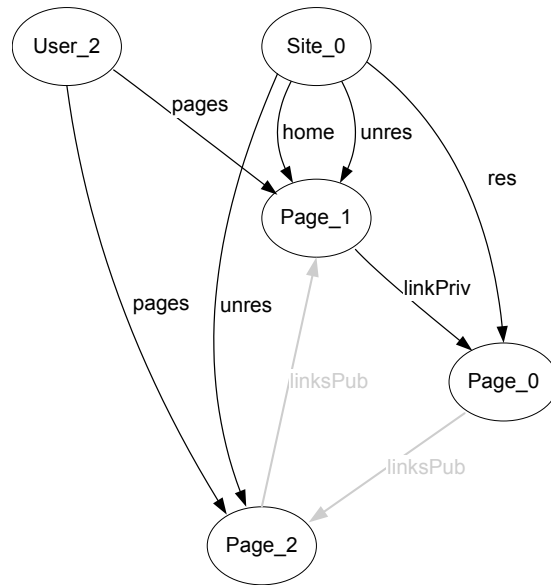 User_2
Site_0
pages
home
unres
res
Page_1
linkPriv
pages
unres
linksPub
Page_0
linksPub
Page_2